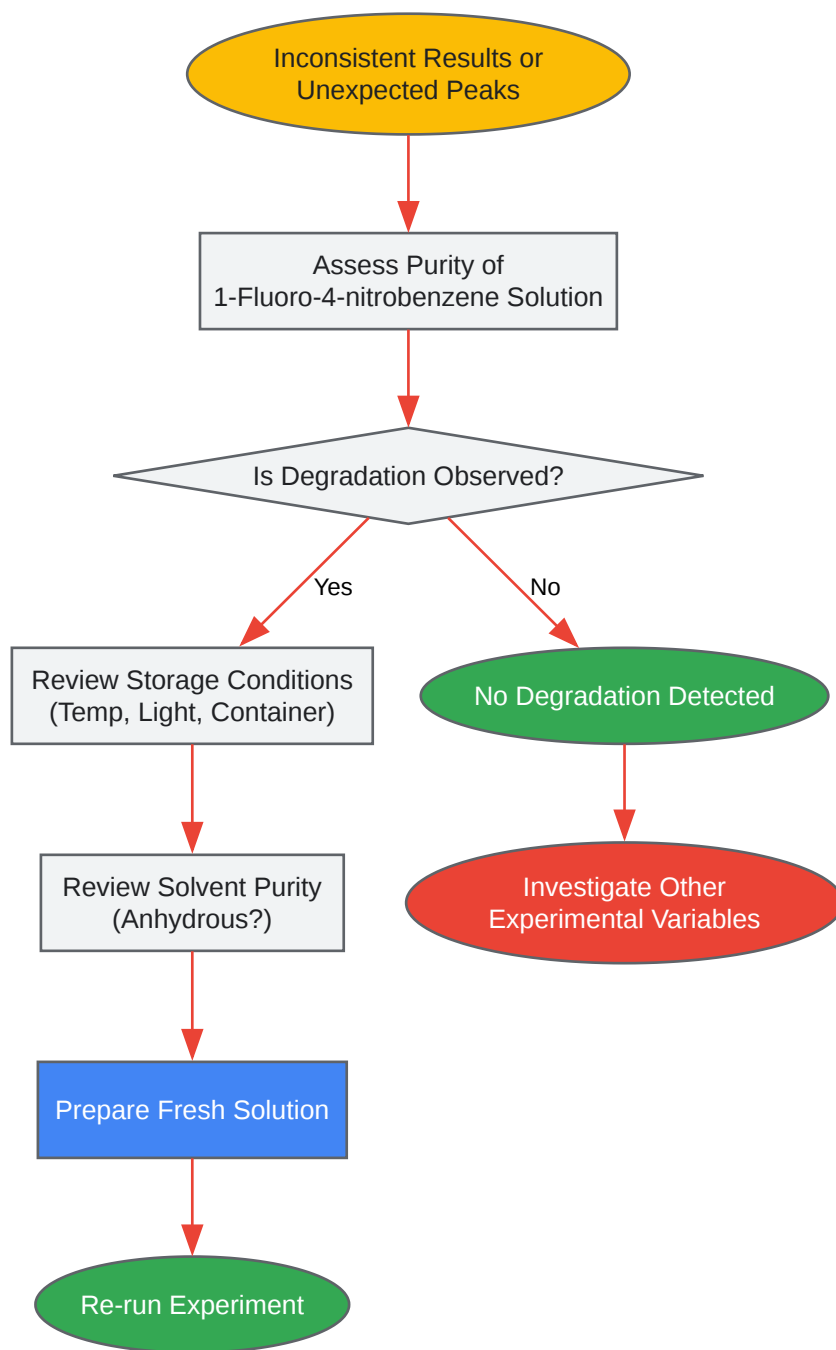 Inconsistent Results or
Unexpected Peaks
Assess Purity of
1-Fluoro-4-nitrobenzene Solution
Is Degradation Observed?
Yes
No
Review Storage Conditions
(Temp, Light, Container)
No Degradation Detected
Review Solvent Purity
(Anhydrous?)
Investigate Other
Experimental Variables
Prepare Fresh Solution
Re-run Experiment